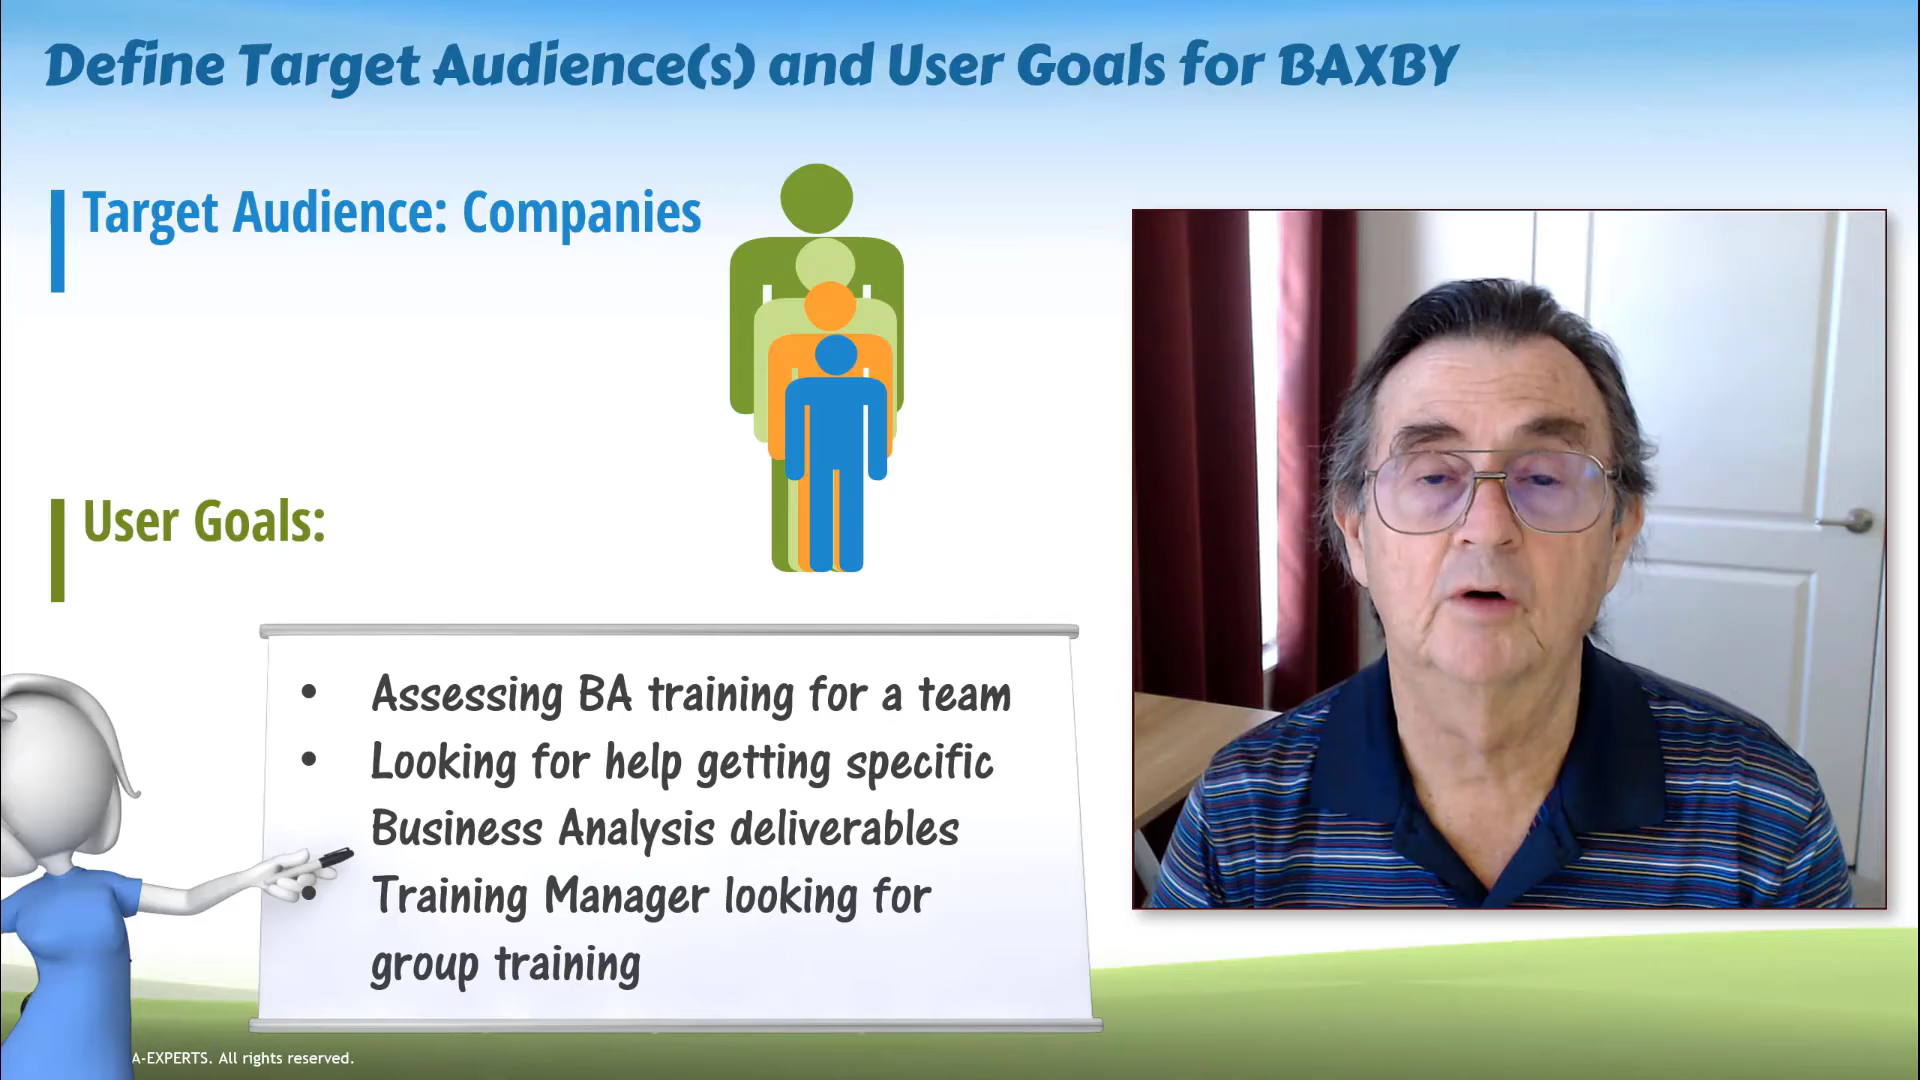 Define Target Audience(s) and User Goals for BAXBY
Target Audience: Companies
User Goals:
• Assessing BA training for a team
• Looking for help getting specific
Business Analysis deliverables
• Training Manager looking for
group training
A-EXPERTS. All rights reserved.